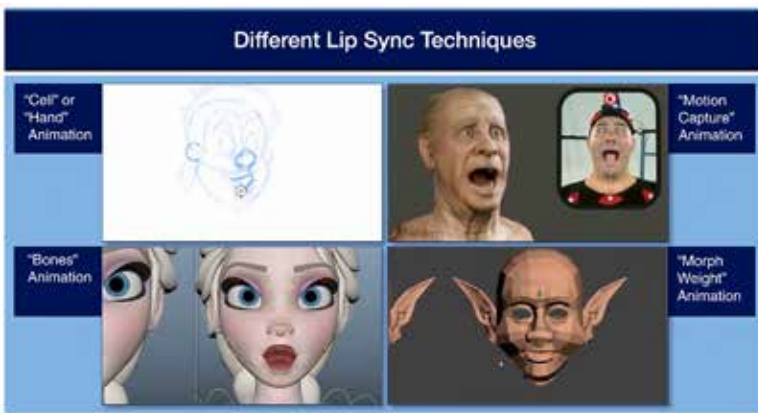 Different Lip Sync Techniques
"Cell" or
"Hand"
Animation
"Motion
Capture"
Animation
"Bones"
Animation
"Morph
Weight"
Animation